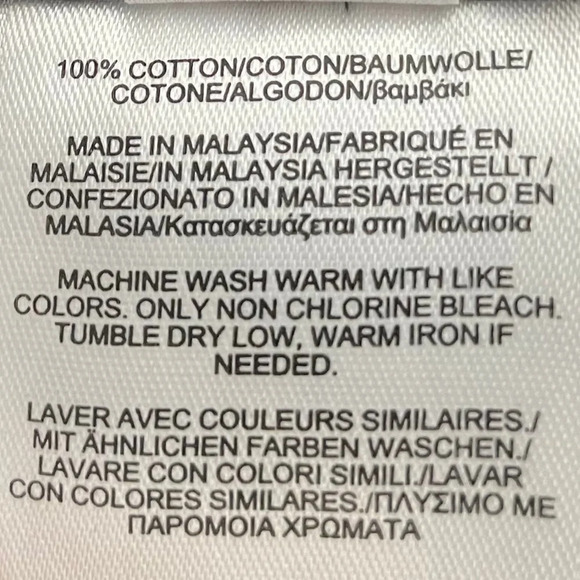 100% COTTON/COTON/BAUMWOLLE/
COTONE/ALGODON/βαμβάκι
MADE IN MALAYSIA/FABRIQUÉ EN
MALAISIE/IN MALAYSIA HERGESTELLT /
CONFEZIONATO IN MALESIA/HECHO EN
MALASIA/Κατασκευάζεται στη Μαλαισία
MACHINE WASH WARM WITH LIKE
COLORS. ONLY NON CHLORINE BLEACH.
TUMBLE DRY LOW, WARM IRON IF
NEEDED.
LAVER AVEC COULEURS SIMILAIRES./
MIT ÄHNLICHEN FARBEN WASCHEN./
LAVARE CON COLORI SIMILI./LAVAR
CON COLORES SIMILARES./ΠΛΥΣΙΜΟ ΜΕ
ΠΑΡΟΜΟΙΑ ΧΡΩΜΑΤΑ